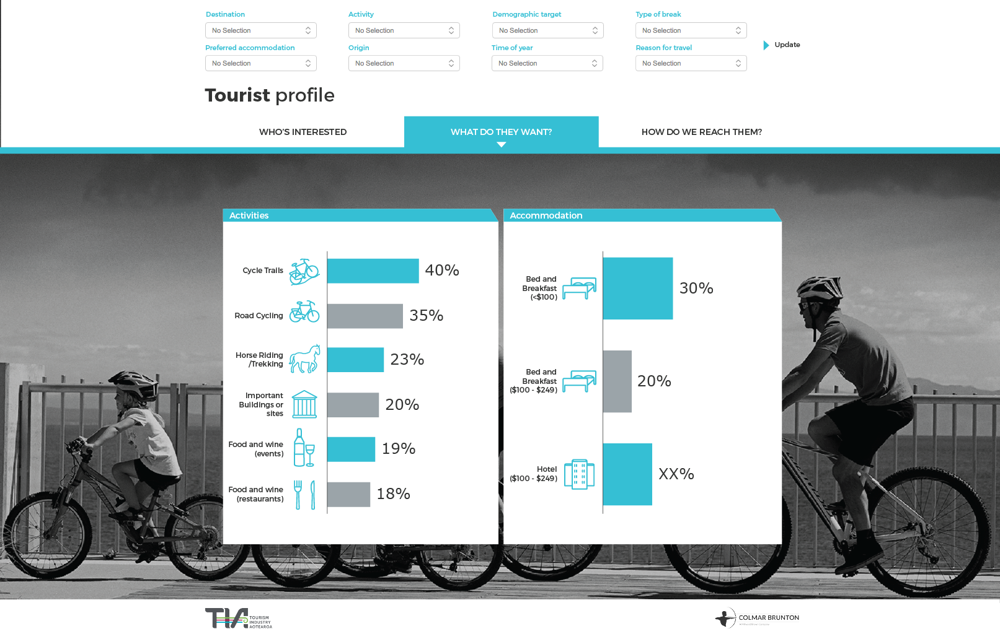 Destination
Activity
Demographic target
Type of break
No Selection
No Selection
No Selection
No Selection
Preferred accommodation
Origin
Time of year
Reason for travel
Update
No Selection
No Selection
No Selection
No Selection
Tourist profile
WHO'S INTERESTED
WHAT DO THEY WANT?
HOW DO WE REACH THEM?
Activities
Cycle Trails
40%
Road Cycling
35%
Horse Riding
/Trekking
23%
Important
Buildings or
sites
20%
Food and wine
(events)
19%
Food and wine
(restaurants)
18%
Accommodation
Bed and
Breakfast
(<$100)
30%
Bed and
Breakfast
($100 - $249)
20%
Hotel
($100 - $249)
XX%
TIA
TOURISM
INDUSTRY
AOTEAROA
COLMAR BRUNTON